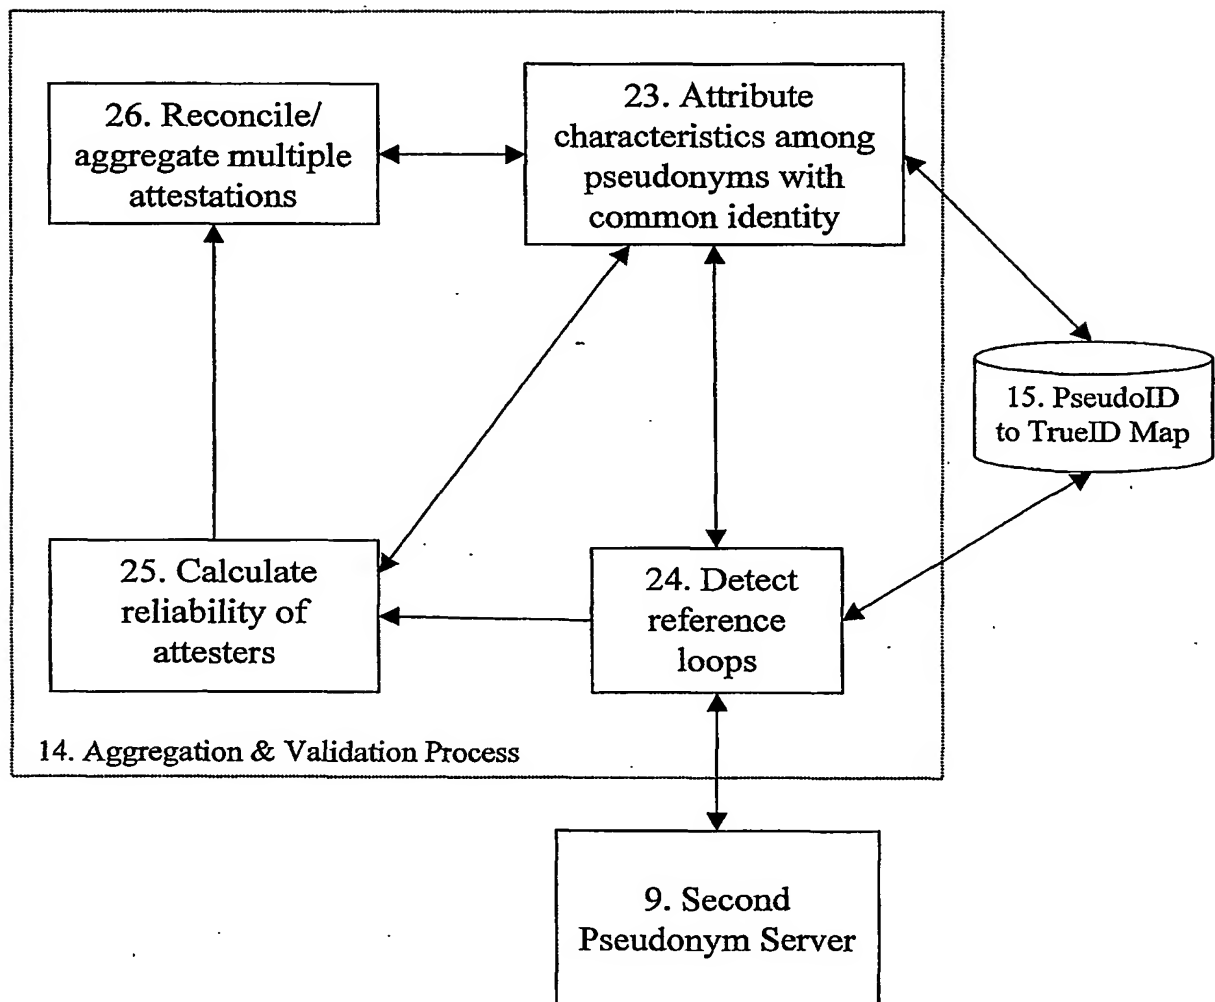 26. Reconcile/
aggregate multiple
attestations
23. Attribute
characteristics among
pseudonyms with
common identity
15. PseudoID
to TrueID Map
25. Calculate
reliability of
attesters
24. Detect
reference
loops
14. Aggregation & Validation Process
9. Second
Pseudonym Server